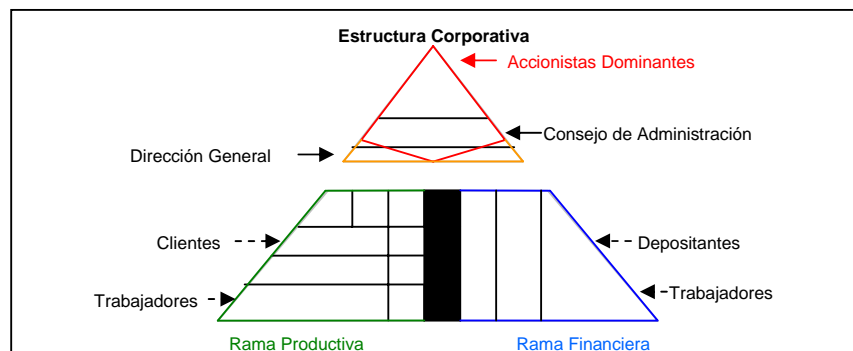 Estructura Corporativa
Accionistas Dominantes
Consejo de Administración
Dirección General
Clientes
Depositantes
Trabajadores
Trabajadores
Rama Productiva
Rama Financiera